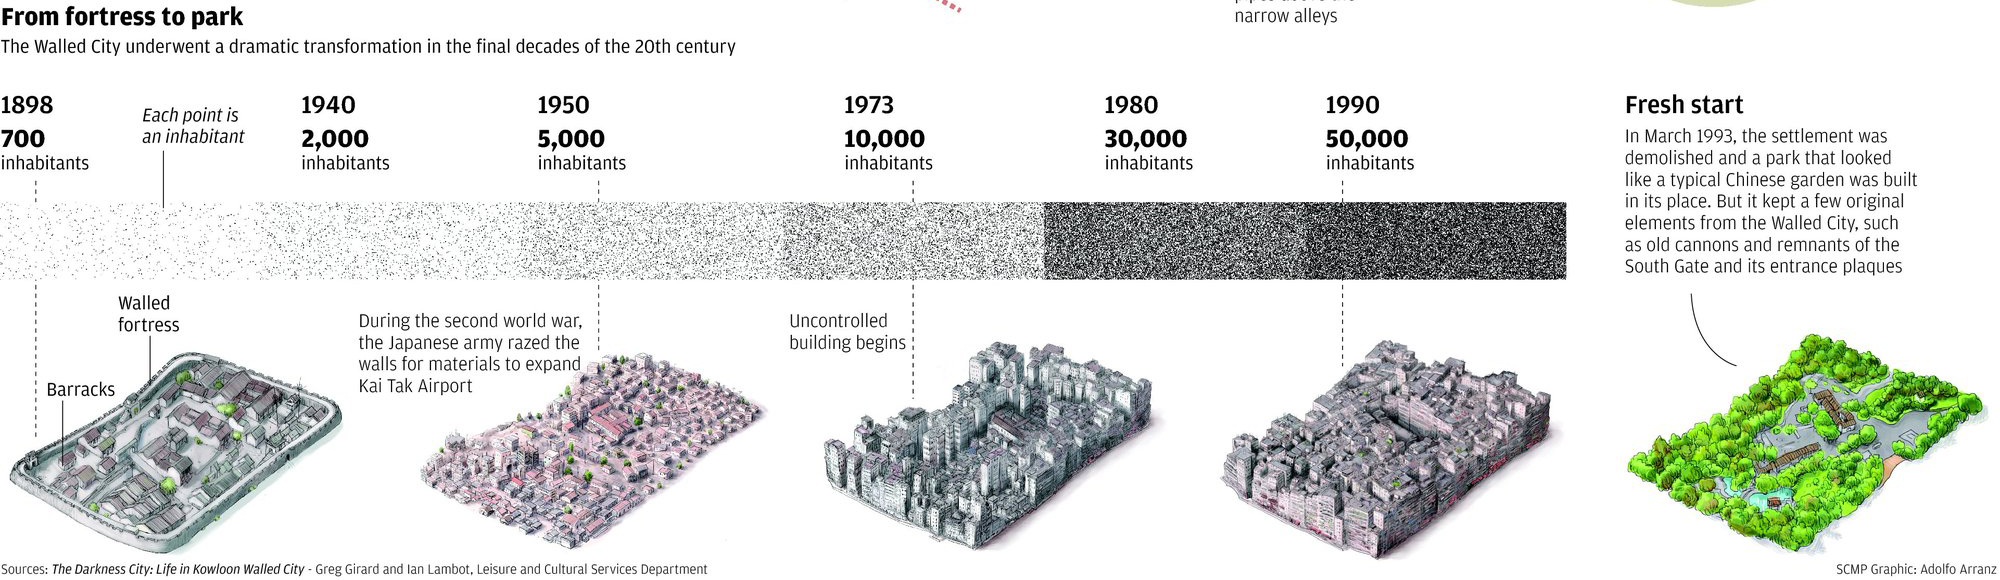 narrow alleys
From fortress to park
The Walled City underwent a dramatic transformation in the final decades of the 20th century
1898
700
inhabitants
Each point is
an inhabitant
1940
2,000
inhabitants
1950
5,000
inhabitants
1973
10,000
inhabitants
1980
30,000
inhabitants
1990
50,000
inhabitants
Fresh start
In March 1993, the settlement was
demolished and a park that looked
like a typical Chinese garden was built
in its place. But it kept a few original
elements from the Walled City, such
as old cannons and remnants of the
South Gate and its entrance plaques
Walled
fortress
Barracks
During the second world war,
the Japanese army razed the
walls for materials to expand
Kai Tak Airport
Uncontrolled
building begins
Sources: The Darkness City: Life in Kowloon Walled City - Greg Girard and Ian Lambot, Leisure and Cultural Services Department
SCMP Graphic: Adolfo Arranz